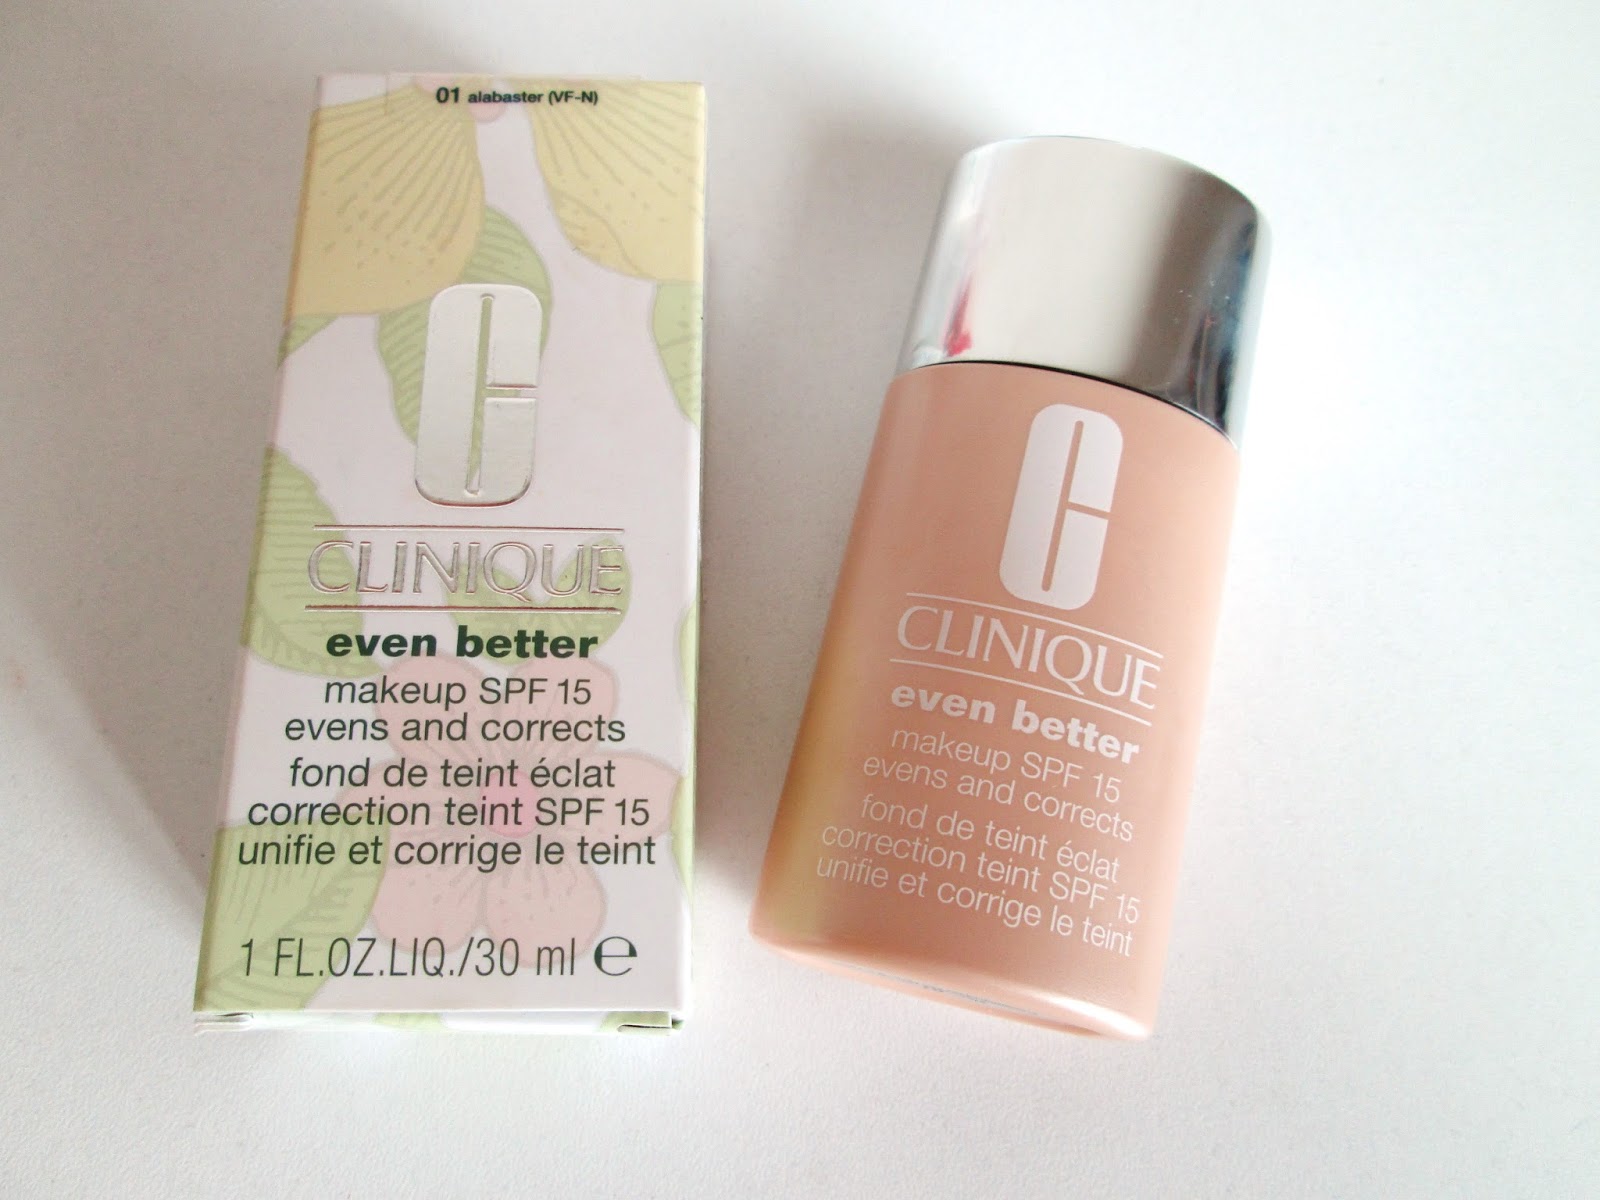 01 alabaster (VF-N)
C
CLINIQUE
even better
makeup SPF 15
evens and corrects
fond de teint éclat
correction teint SPF 15
unifie et corrige le teint
1 FL.OZ.LIQ./30 ml ℮
C
CLINIQUE
even better
makeup SPF 15
evens and corrects
fond de teint éclat
correction teint SPF 15
unifie et corrige le teint